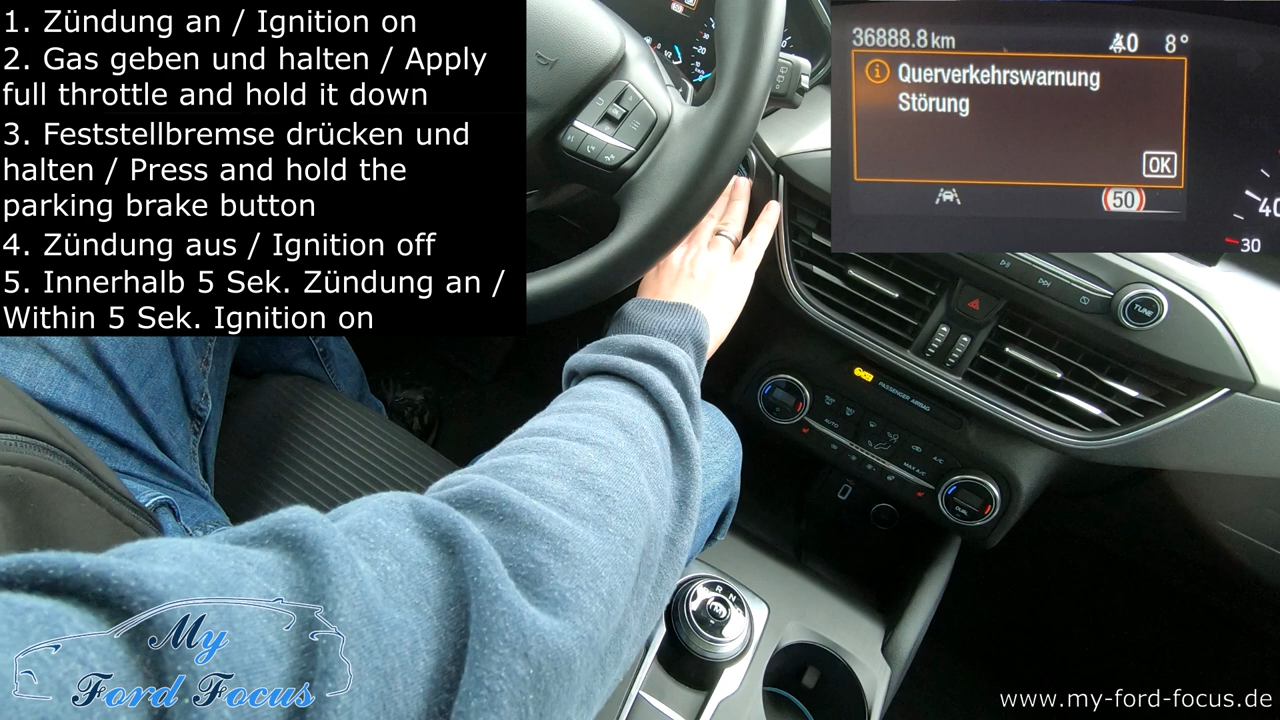 1. Zündung an / Ignition on
2. Gas geben und halten / Apply
full throttle and hold it down
3. Feststellbremse drücken und
halten / Press and hold the
parking brake button
4. Zündung aus / Ignition off
5. Innerhalb 5 Sek. Zündung an /
Within 5 Sek. Ignition on
36888.8 km 0 8°
Querverkehrswarnung
Störung
OK
50
40
30
TUNE
PASSENGER AIRBAG
AUTO
A/C
MAX A/C
DUAL
R N
M
My
Ford Focus
www.my-ford-focus.de